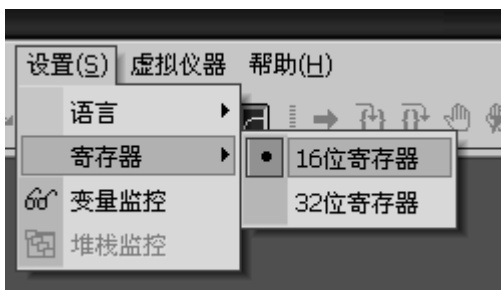 设置(S) 虚拟仪器 帮助(H)
语言
寄存器
16位寄存器
变量监控
32位寄存器
堆栈监控